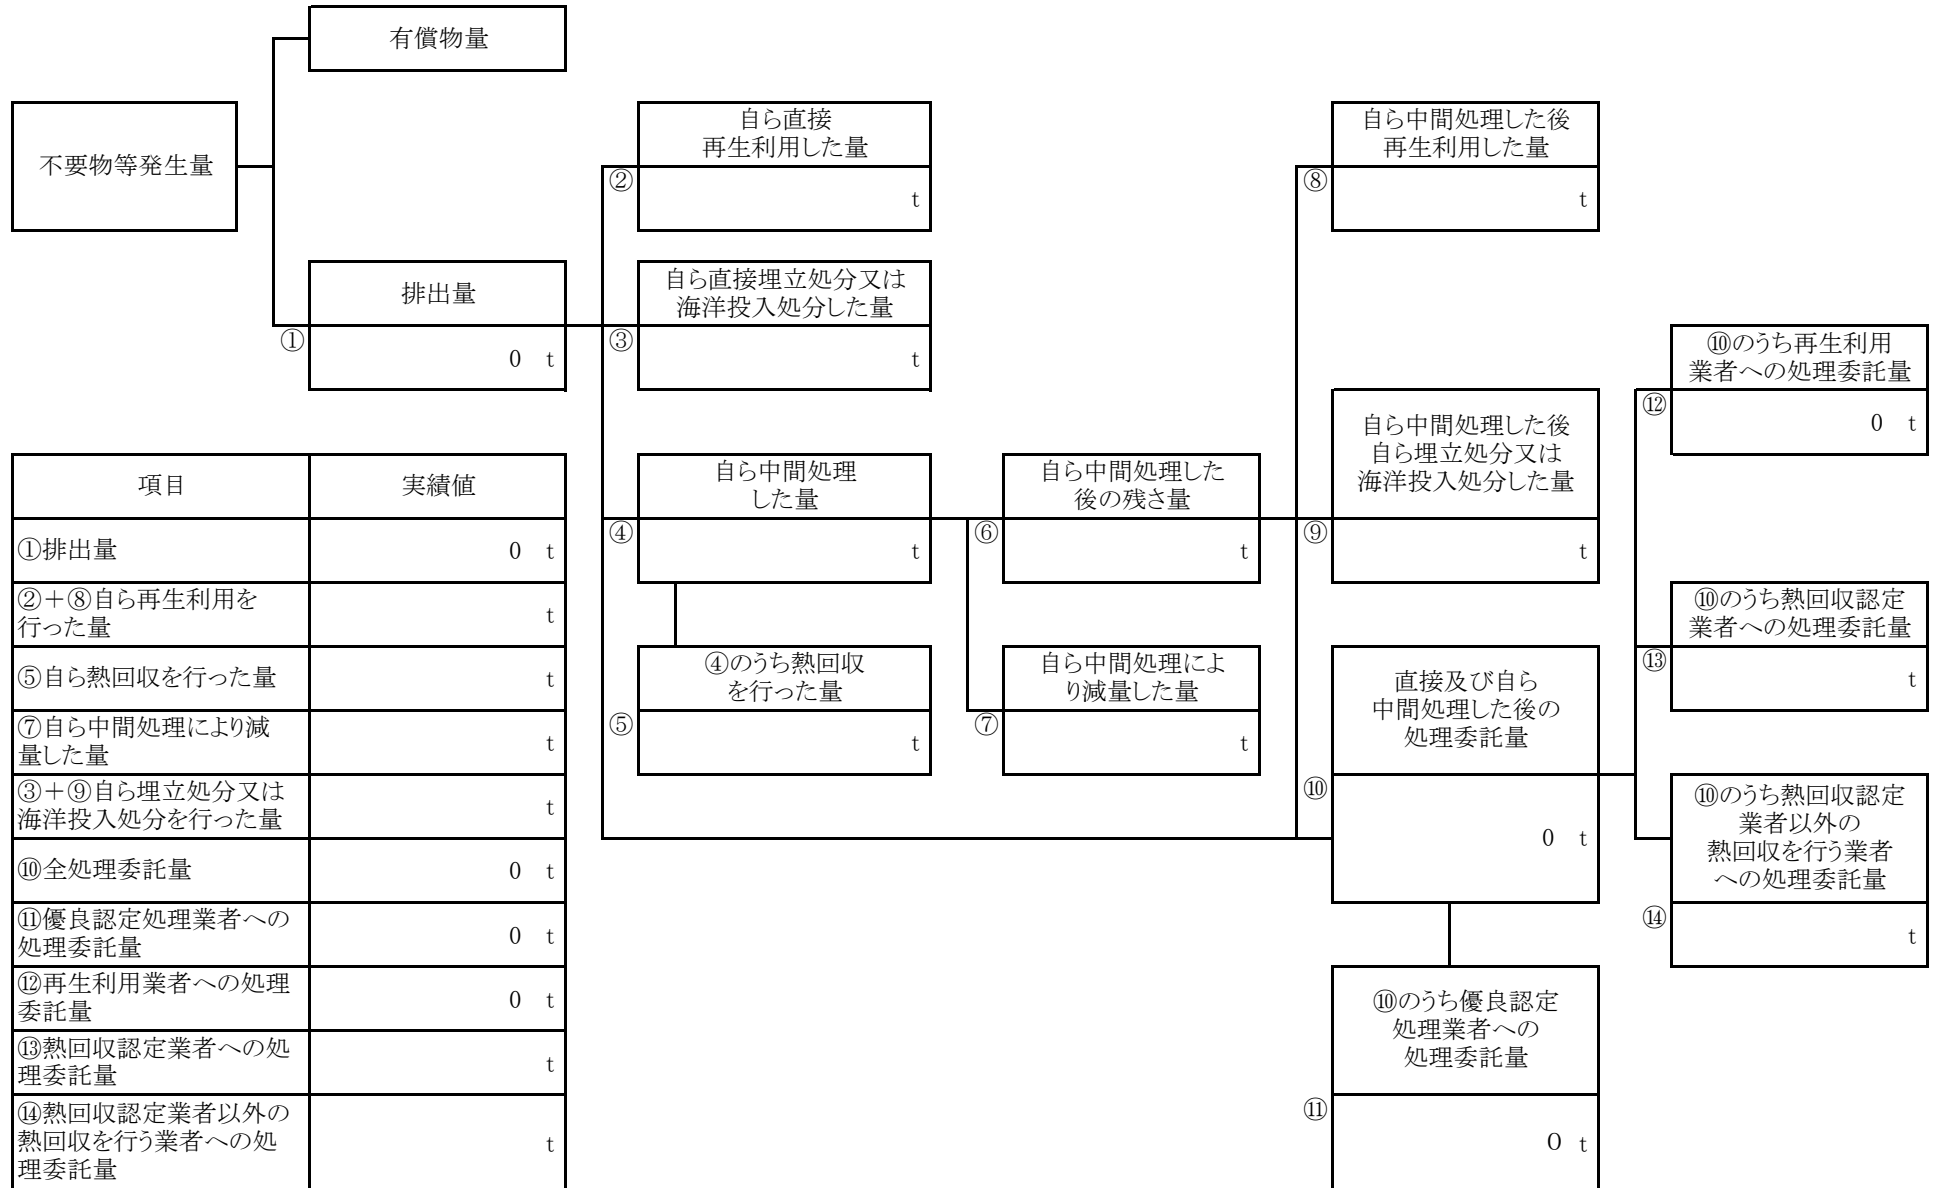 有償物量
不要物等発生量
自ら直接
再生利用した量
②
t
自ら中間処理した後
再生利用した量
⑧
t
排出量
①
0 t
自ら直接埋立処分又は
海洋投入処分した量
③
t
⑩のうち再生利用
業者への処理委託量
⑫
0 t
自ら中間処理
した量
④
t
自ら中間処理した
後の残さ量
⑥
t
自ら中間処理した後
自ら埋立処分又は
海洋投入処分した量
⑨
t
⑩のうち熱回収認定
業者への処理委託量
⑬
t
④のうち熱回収
を行った量
⑤
t
自ら中間処理によ
り減量した量
⑦
t
直接及び自ら
中間処理した後の
処理委託量
⑩
0 t
⑩のうち熱回収認定
業者以外の
熱回収を行う業者
への処理委託量
⑭
t
⑩のうち優良認定
処理業者への
処理委託量
⑪
0 t
項目 実績値
①排出量 0 t
②＋⑧自ら再生利用を
行った量 t
⑤自ら熱回収を行った量 t
⑦自ら中間処理により減
量した量 t
③＋⑨自ら埋立処分又は
海洋投入処分を行った量 t
⑩全処理委託量 0 t
⑪優良認定処理業者への
処理委託量 0 t
⑫再生利用業者への処理
委託量 0 t
⑬熱回収認定業者への処
理委託量 t
⑭熱回収認定業者以外の
熱回収を行う業者への処
理委託量 t